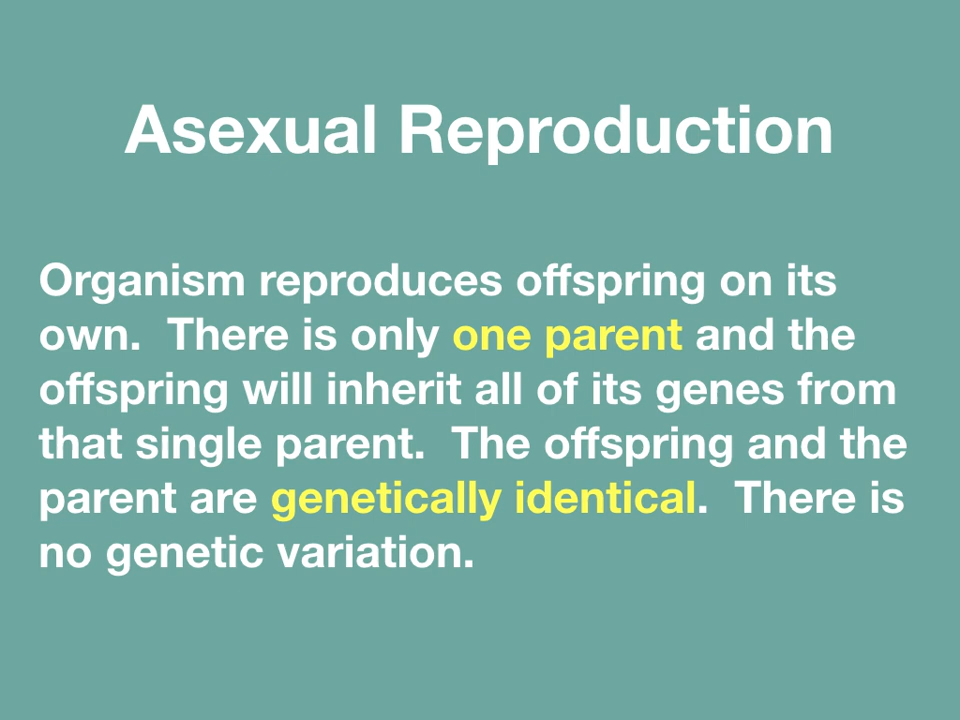 Asexual Reproduction
Organism reproduces offspring on its
own.  There is only one parent and the
offspring will inherit all of its genes from
that single parent.  The offspring and the
parent are genetically identical.  There is
no genetic variation.